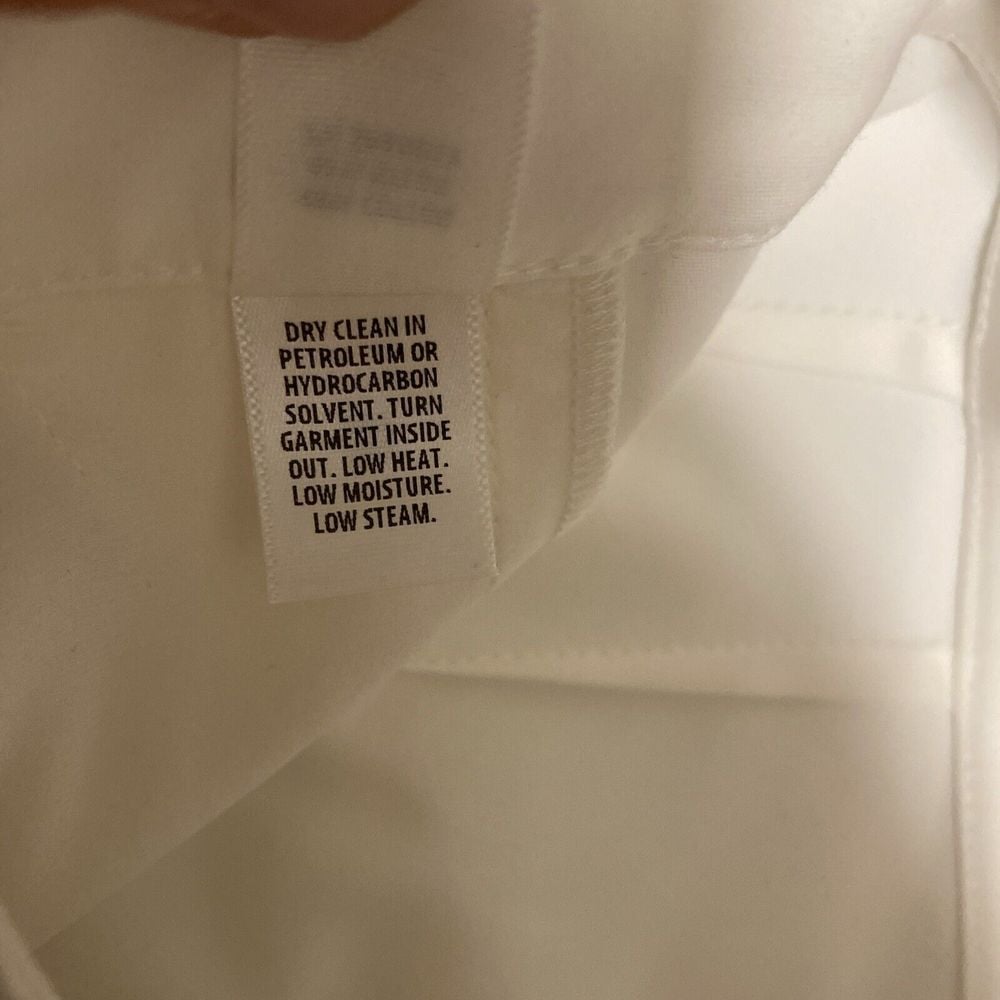 DRY CLEAN IN
PETROLEUM OR
HYDROCARBON
SOLVENT. TURN
GARMENT INSIDE
OUT. LOW HEAT.
LOW MOISTURE.
LOW STEAM.